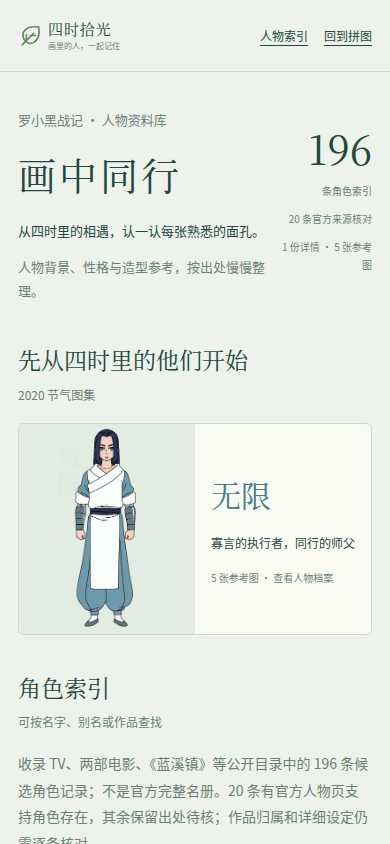 四时拾光
画里的人，一起记住
人物索引
回到拼图
罗小黑战记 · 人物资料库
画中同行
从四时里的相遇，认一认每张熟悉的面孔。
人物背景、性格与造型参考，按出处慢慢整
理。
196
条角色索引
20 条官方来源核对
1 份详情 · 5 张参考
图
先从四时里的他们开始
2020 节气图集
无限
寡言的执行者，同行的师父
5 张参考图 · 查看人物档案
角色索引
可按名字、别名或作品查找
收录 TV、两部电影、《蓝溪镇》等公开目录中的 196 条候
选角色记录；不是官方完整名册。20 条有官方人物页支
持角色存在，其余保留出处待核；作品归属和详细设定仍
需逐条核对